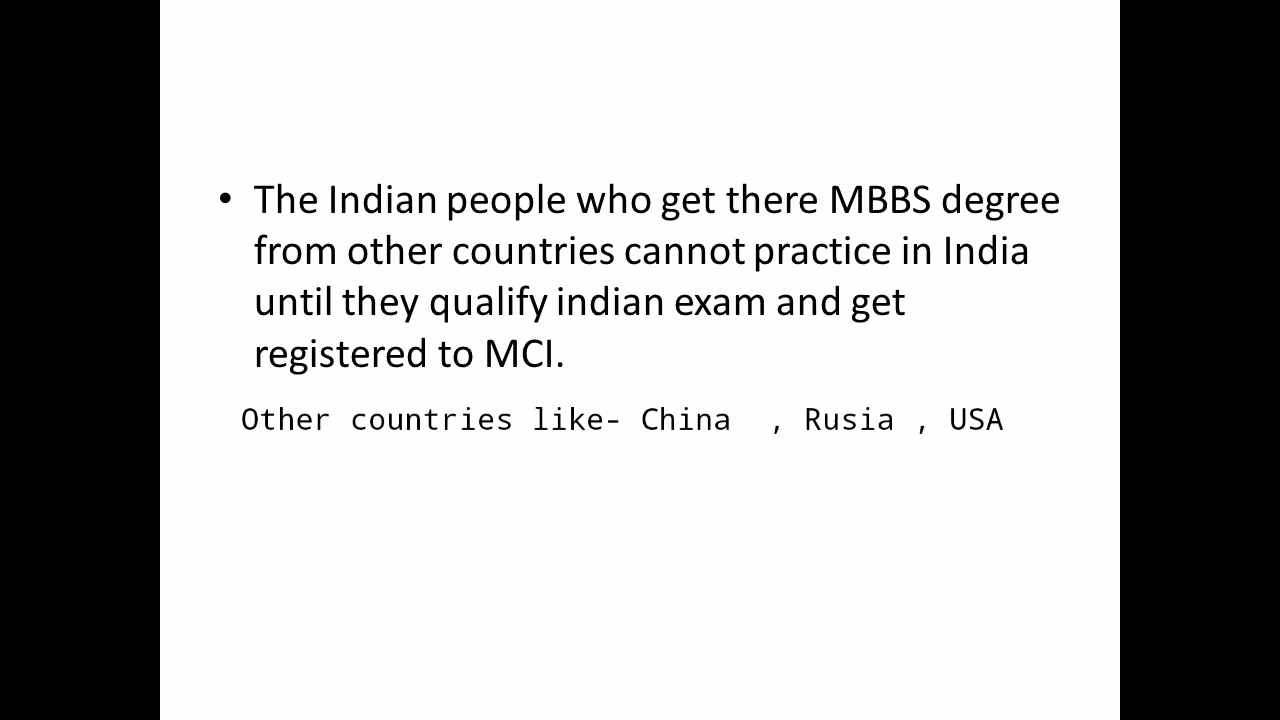 • The Indian people who get there MBBS degree
from other countries cannot practice in India
until they qualify indian exam and get
registered to MCI.
Other countries like- China , Rusia , USA